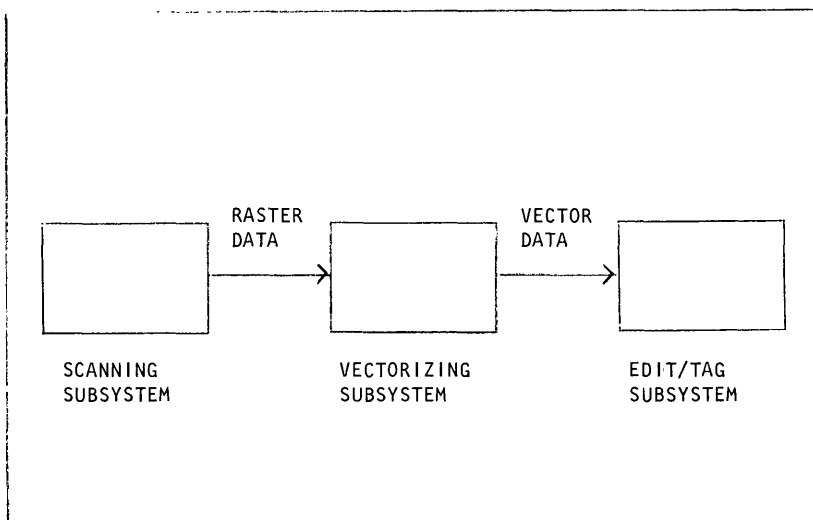 RASTER
DATA
VECTOR
DATA
SCANNING
SUBSYSTEM
VECTORIZING
SUBSYSTEM
EDIT/TAG
SUBSYSTEM